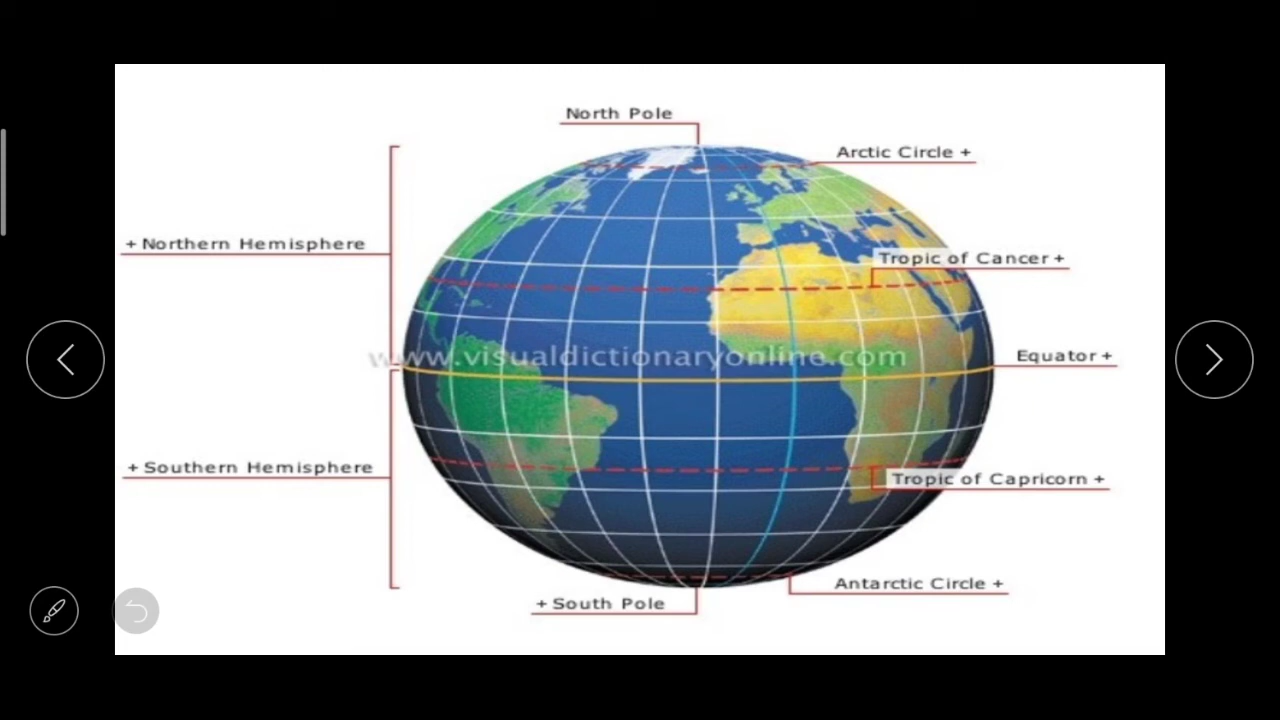 North Pole
Arctic Circle +
+ Northern Hemisphere
Tropic of Cancer +
www.visualdictionaryonline.com
Equator +
+ Southern Hemisphere
Tropic of Capricorn +
Antarctic Circle +
+ South Pole